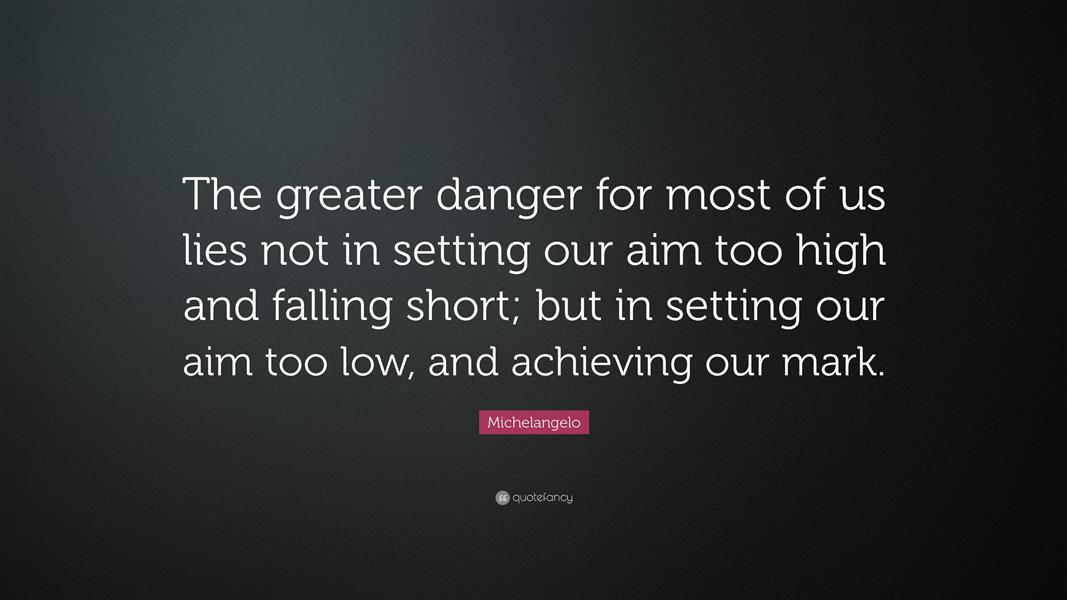 The greater danger for most of us
lies not in setting our aim too high
and falling short; but in setting our
aim too low, and achieving our mark.
Michelangelo
quotefancy